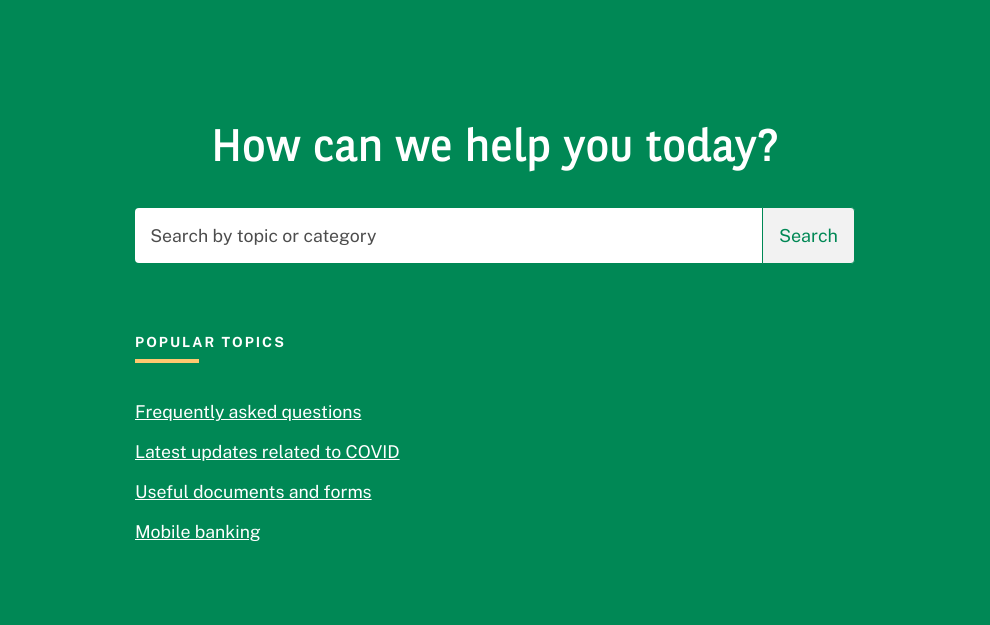 How can we help you today?
Search by topic or category
Search
POPULAR TOPICS
Frequently asked questions
Latest updates related to COVID
Useful documents and forms
Mobile banking